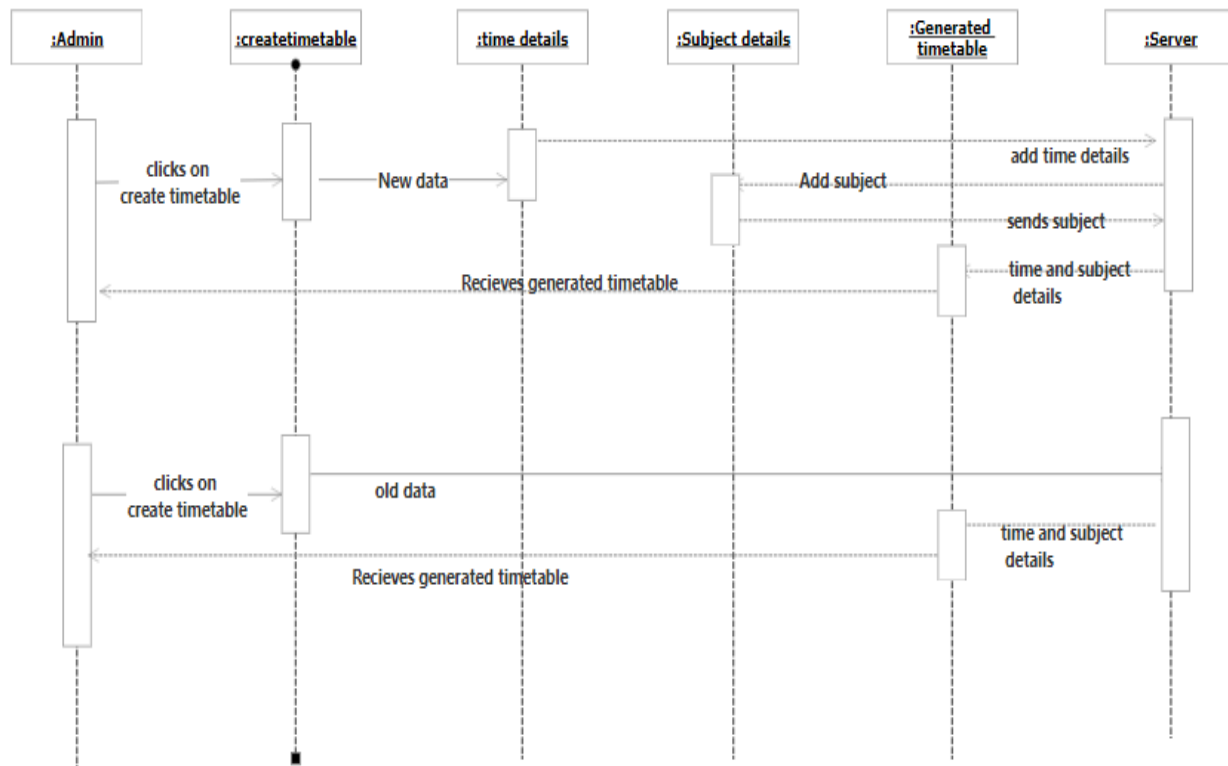 :Admin
:createtimetable
:time details
:Subject details
:Generated
timetable
:Server
add time details
clicks on
create timetable
New data
Add subject
sends subject
time and subject
details
Recieves generated timetable
clicks on
create timetable
old data
time and subject
details
Recieves generated timetable